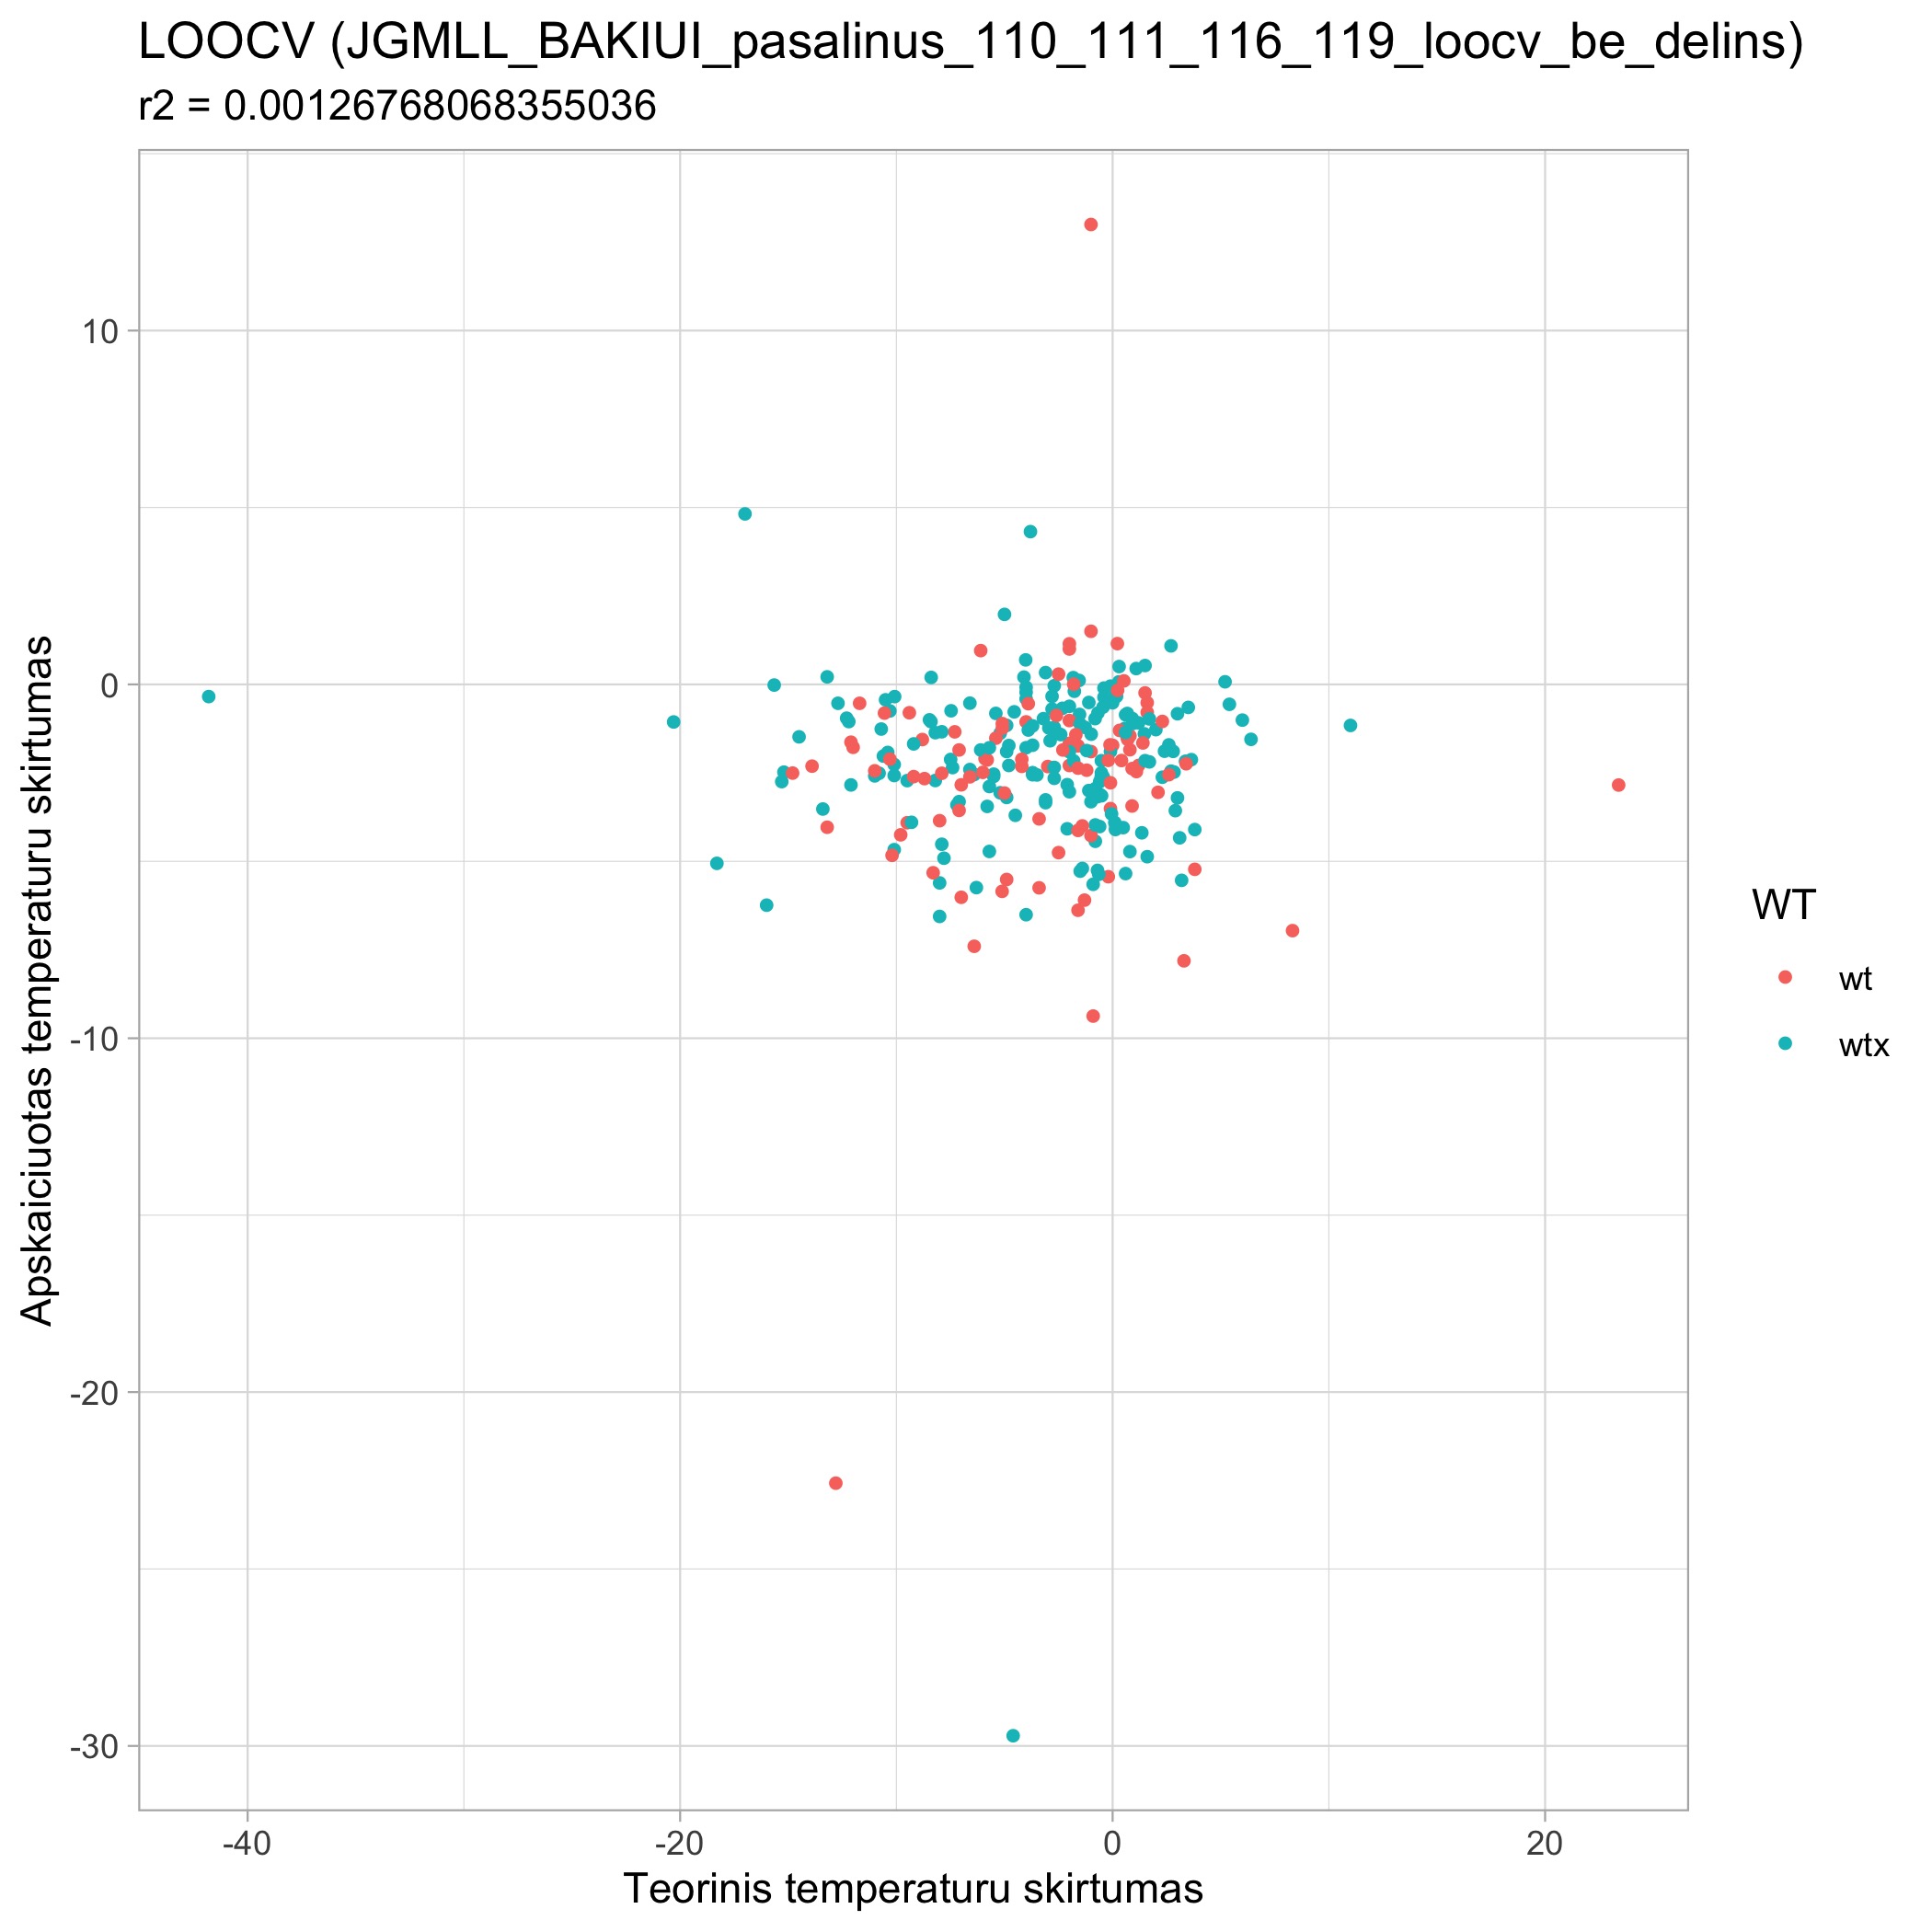 LOOCV (JGMLL_BAKIUI_pasalinus_110_111_116_119_loocv_be_delins)
r2 = 0.00126768068355036
Apskaiciuotas temperaturu skirtumas
10
0
-10
-20
-30
-40
-20
0
20
Teorinis temperaturu skirtumas
WT
wt
wtx